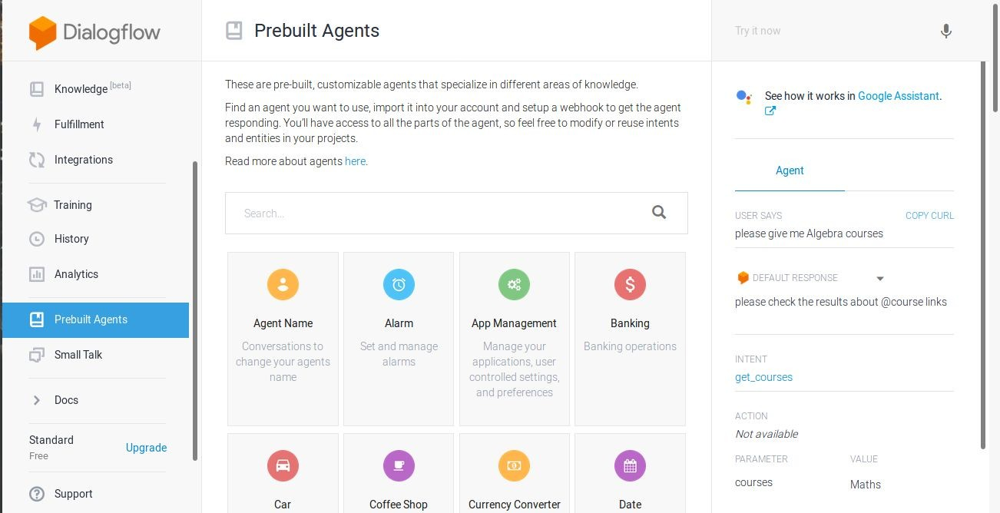 Dialogflow
Knowledge [beta]
Fulfillment
Integrations
Training
History
Analytics
Prebuilt Agents
Small Talk
Docs
Standard
Free
Upgrade
Support
Prebuilt Agents
These are pre-built, customizable agents that specialize in different areas of knowledge.
Find an agent you want to use, import it into your account and setup a webhook to get the agent
responding. You'll have access to all the parts of the agent, so feel free to modify or reuse intents
and entities in your projects.
Read more about agents here.
Search...
Agent Name
Conversations to
change your agents
name
Alarm
Set and manage
alarms
App Management
Manage your
applications, user
controlled settings,
and preferences
Banking
Banking operations
Car
Coffee Shop
Currency Converter
Date
Try it now
See how it works in Google Assistant.
Agent
USER SAYS
COPY CURL
please give me Algebra courses
DEFAULT RESPONSE
please check the results about @course links
INTENT
get_courses
ACTION
Not available
PARAMETER
VALUE
courses
Maths